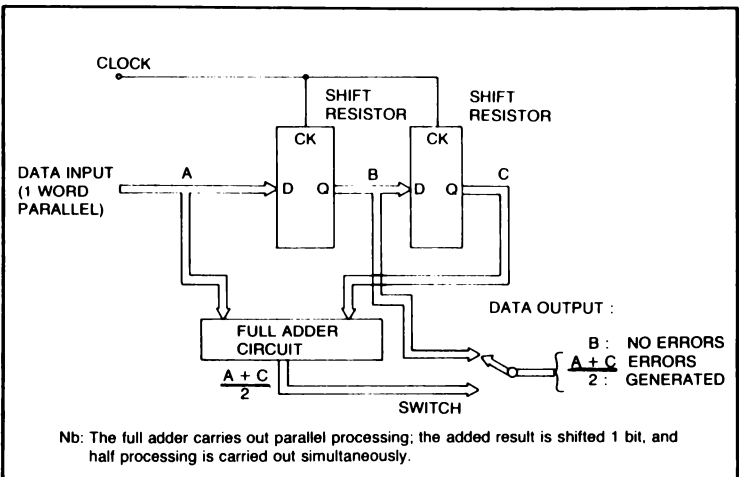 CLOCK
SHIFT
RESISTOR
SHIFT
RESISTOR
CK
CK
DATA INPUT
(1 WORD
PARALLEL)
A
D Q
B
D Q
C
FULL ADDER
CIRCUIT
A + C
2
SWITCH
DATA OUTPUT :
B : NO ERRORS
A + C ERRORS
2 : GENERATED
Nb: The full adder carries out parallel processing; the added result is shifted 1 bit, and
half processing is carried out simultaneously.